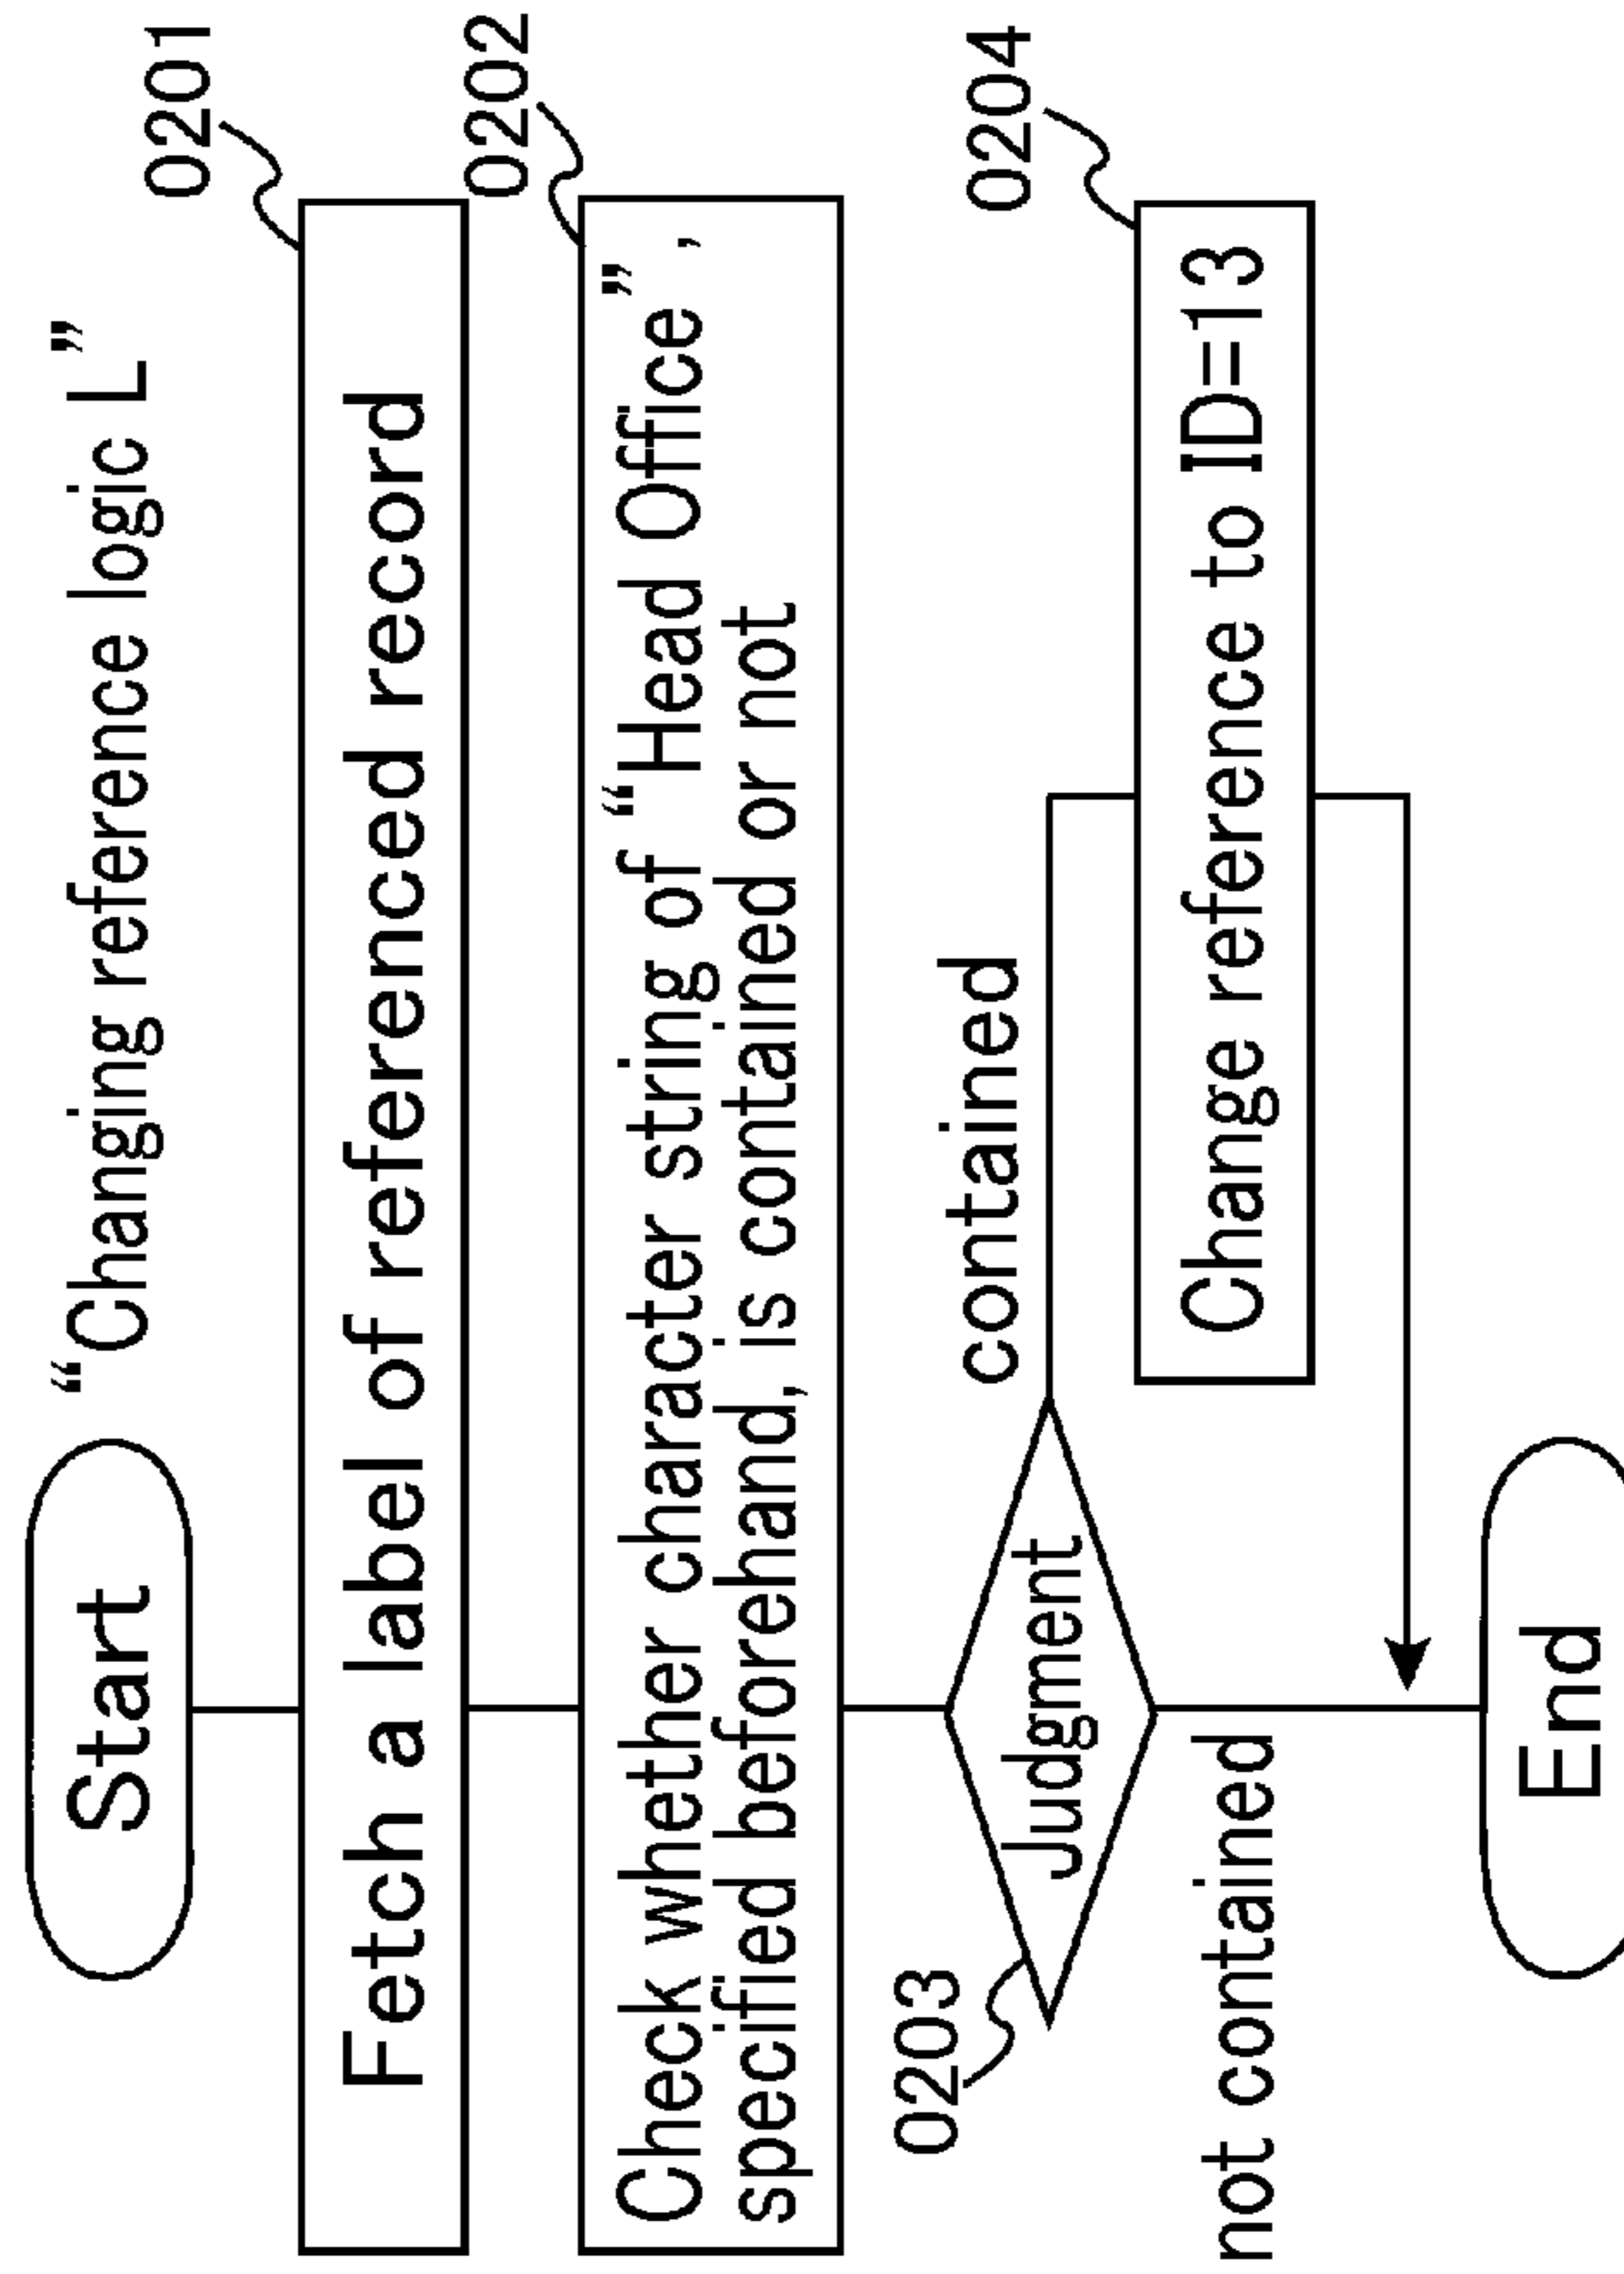 Start “Changing reference logic L”
0201
Fetch a label of referenced record
0202
Check whether character string of “Head Office”,
specified beforehand, is contained or not
0203
Judgment
contained
0204
Change reference to ID=13
not contained
End